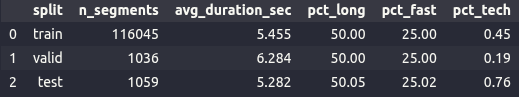 split n_segments avg_duration_sec pct_long pct_fast pct_tech
0 train 116045 5.455 50.00 25.00 0.45
1 valid 1036 6.284 50.00 25.00 0.19
2 test 1059 5.282 50.05 25.02 0.76